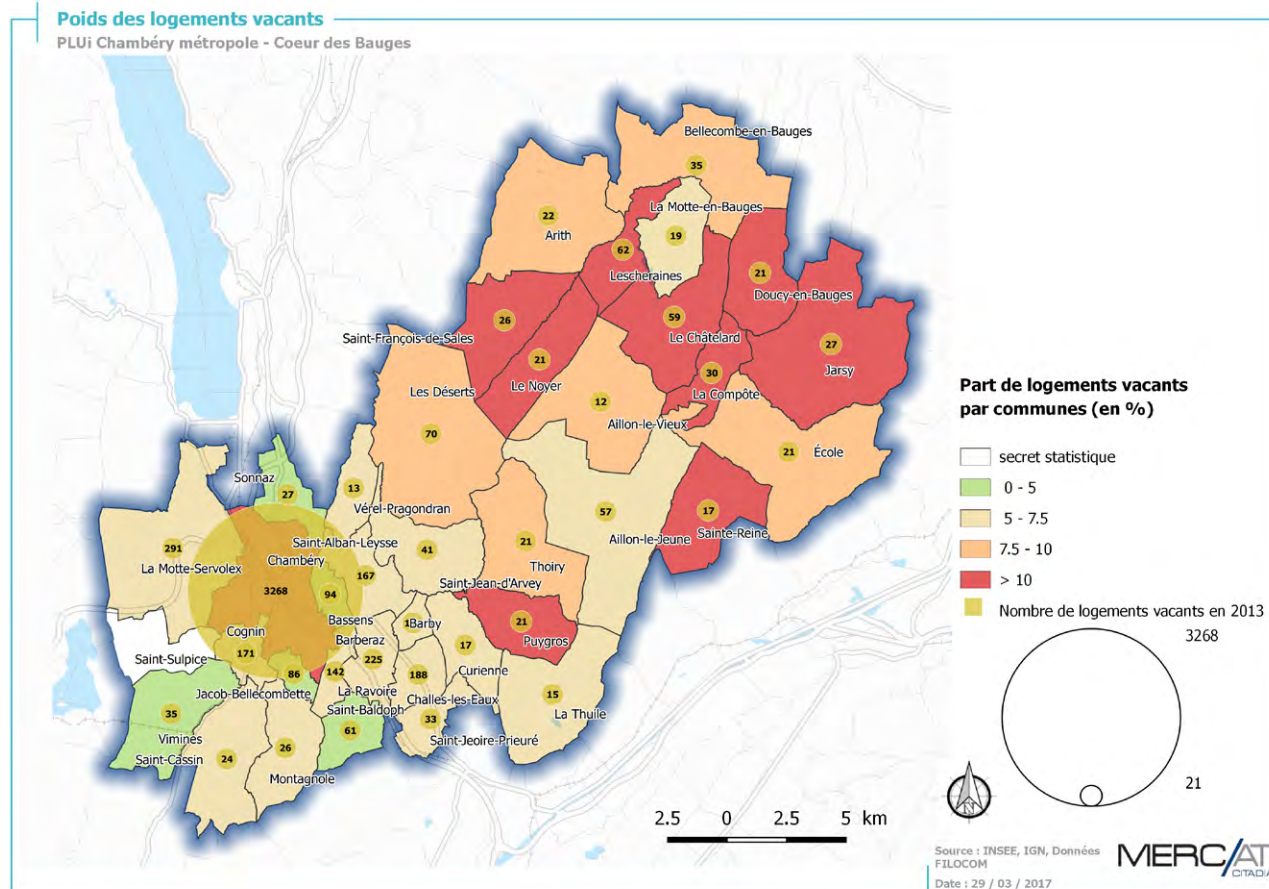 Poids des logements vacants
PLUi Chambéry métropole - Coeur des Bauges
Bellecombe-en-Bauges
35
La Motte-en-Bauges
22
19
Arith
62
Lescheraines
21
Doucy-en-Bauges
26
59
Saint-François-de-Sales
Le Châtelard
27
21
30
Jarsy
Les Déserts
Le Noyer
La Compôte
12
Aillon-le-Vieux
70
21
École
Sonnaz
27
13
Vérel-Pragondran
57
17
Aillon-le-Jeune
Sainte-Reine
291
Saint-Alban-Leysse
41
21
La Motte-Servolex
Chambéry
Thoiry
167
Saint-Jean-d'Arvey
3268
94
Bassens
Barby
21
Cognin
Barberaz
Puygros
171
225
17
Saint-Sulpice
86
142
188
Curienne
Jacob-Bellecombette
La Ravoire
Challes-les-Eaux
15
Saint-Baldoph
La Thuile
35
61
33
Vimines
Saint-Jeoire-Prieuré
Saint-Cassin
24
26
Montagnole
Part de logements vacants
par communes (en %)
secret statistique
0 - 5
5 - 7.5
7.5 - 10
> 10
Nombre de logements vacants en 2013
3268
21
N
2.5 0 2.5 5 km
Source : INSEE, IGN, Données
FILOCOM
Date : 29 / 03 / 2017
MERC/AT
CITADIA